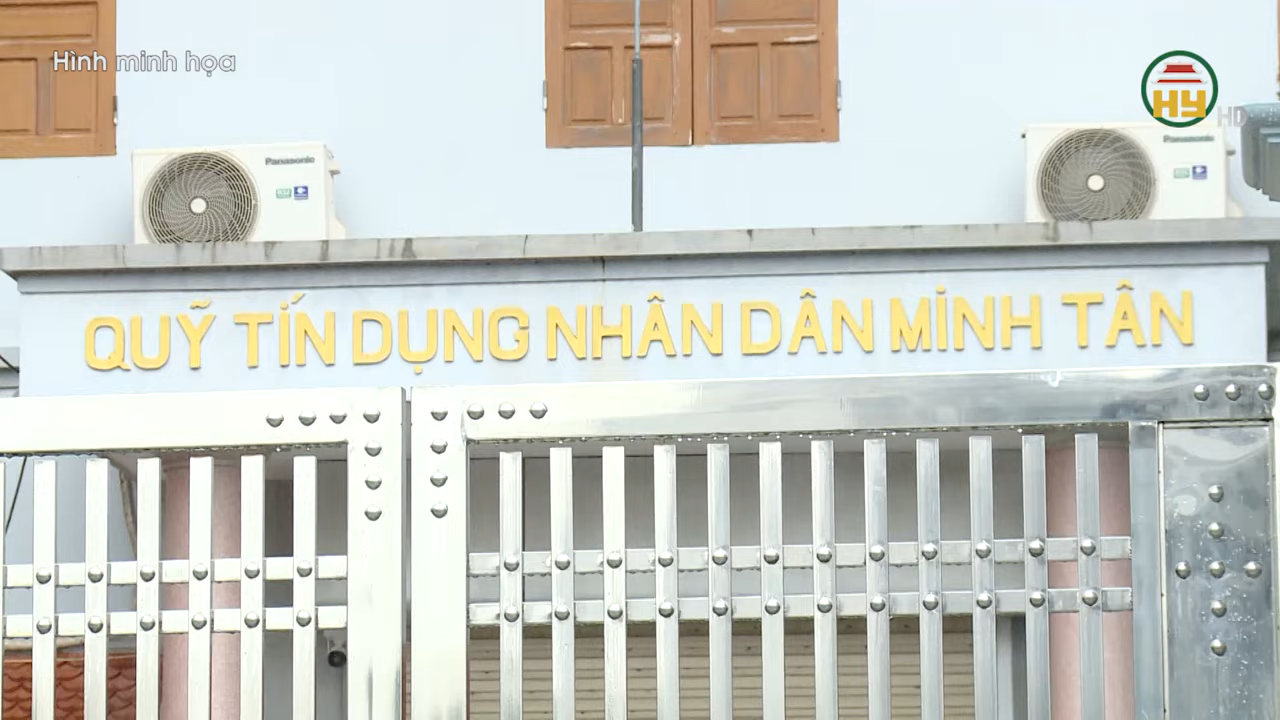 Hình minh họa
HY HD
Panasonic
Panasonic
QUỸ TÍN DỤNG NHÂN DÂN MINH TÂN